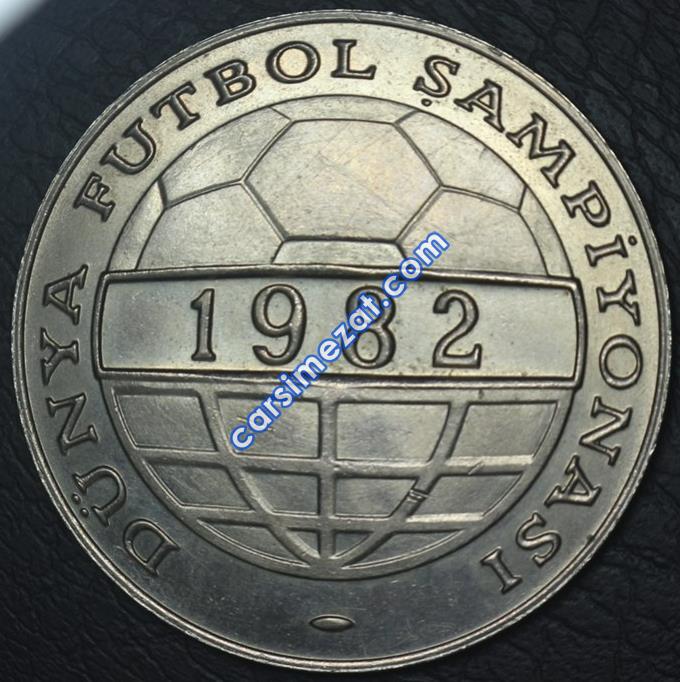 DÜNYA FUTBOL ŞAMPİYONASI
1982
carsimezat.com